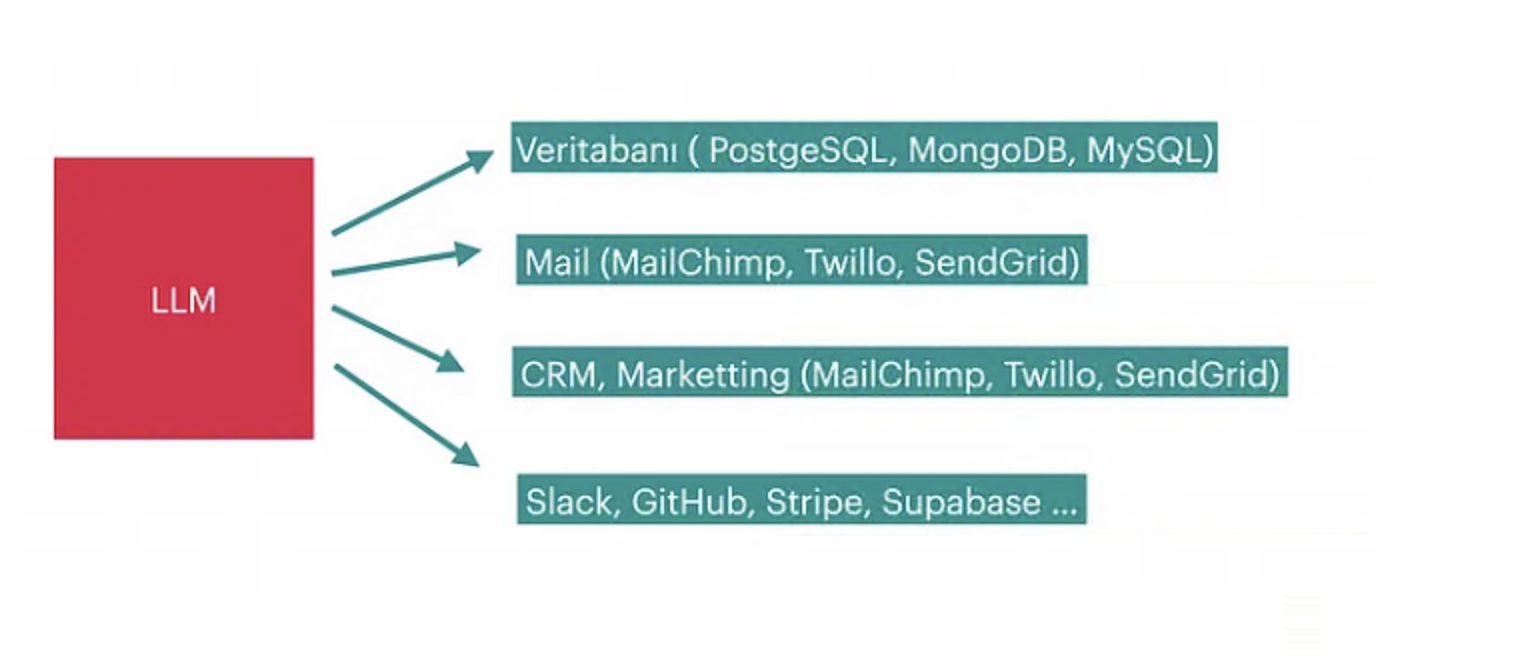 Veritabanı ( PostgeSQL, MongoDB, MySQL)
Mail (MailChimp, Twillo, SendGrid)
LLM
CRM, Marketting (MailChimp, Twillo, SendGrid)
Slack, GitHub, Stripe, Supabase ...